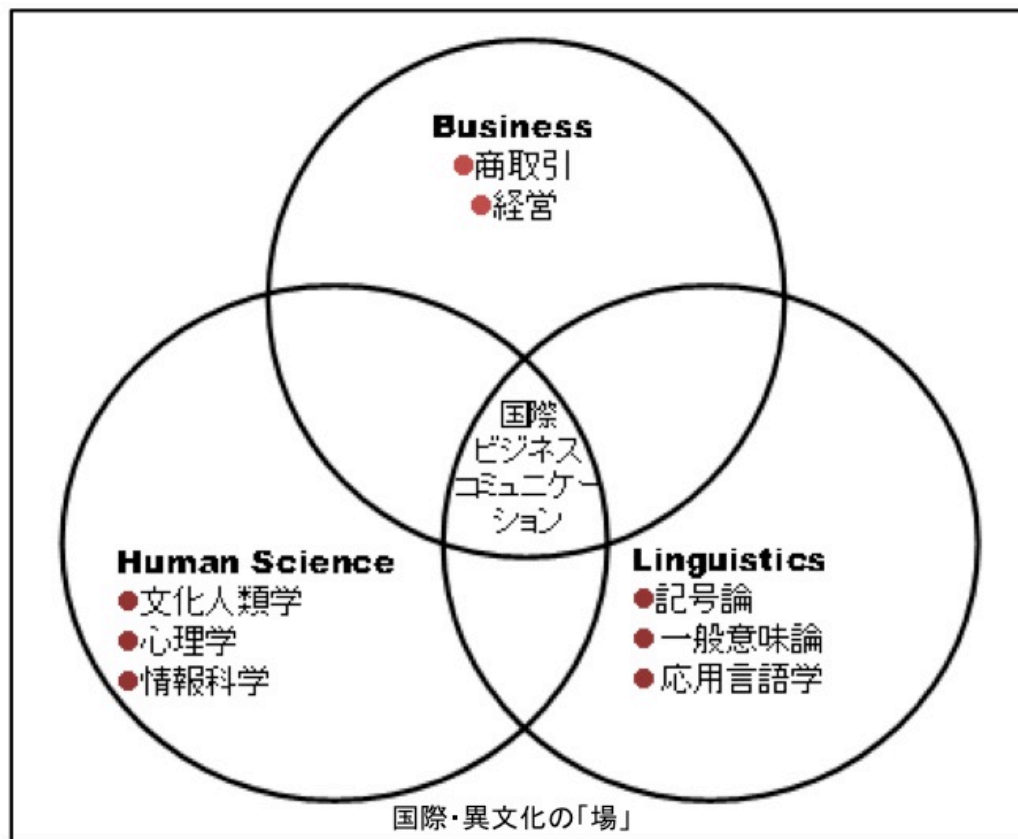 Business
●商取引
●経営
国際
ビジネス
コミュニケー
ション
Human Science
●文化人類学
●心理学
●情報科学
Linguistics
●記号論
●一般意味論
●応用言語学
国際・異文化の「場」